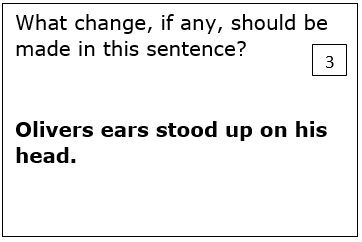 What change, if any, should be
made in this sentence?
3
Olivers ears stood up on his
head.